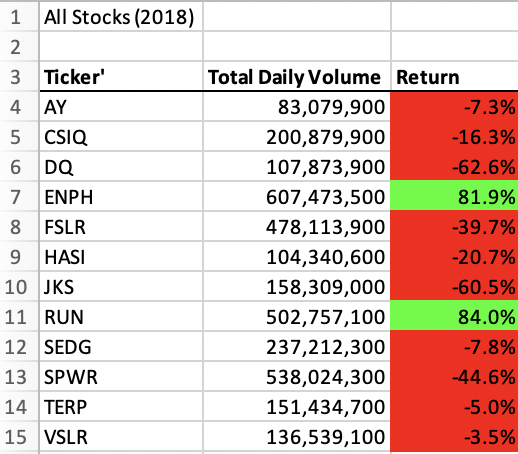 1 All Stocks (2018)
2
3 Ticker' Total Daily Volume Return
4 AY 83,079,900 -7.3%
5 CSIQ 200,879,900 -16.3%
6 DQ 107,873,900 -62.6%
7 ENPH 607,473,500 81.9%
8 FSLR 478,113,900 -39.7%
9 HASI 104,340,600 -20.7%
10 JKS 158,309,000 -60.5%
11 RUN 502,757,100 84.0%
12 SEDG 237,212,300 -7.8%
13 SPWR 538,024,300 -44.6%
14 TERP 151,434,700 -5.0%
15 VSLR 136,539,100 -3.5%